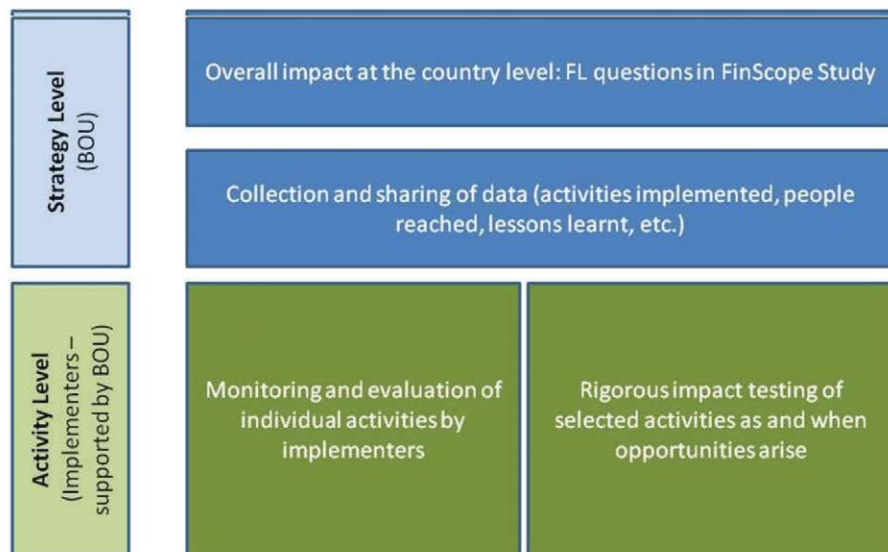 Strategy Level
(BOU)
Overall impact at the country level: FL questions in FinScope Study
Collection and sharing of data (activities implemented, people
reached, lessons learnt, etc.)
Activity Level
(Implementers –
supported by BOU)
Monitoring and evaluation of
individual activities by
implementers
Rigorous impact testing of
selected activities as and when
opportunities arise